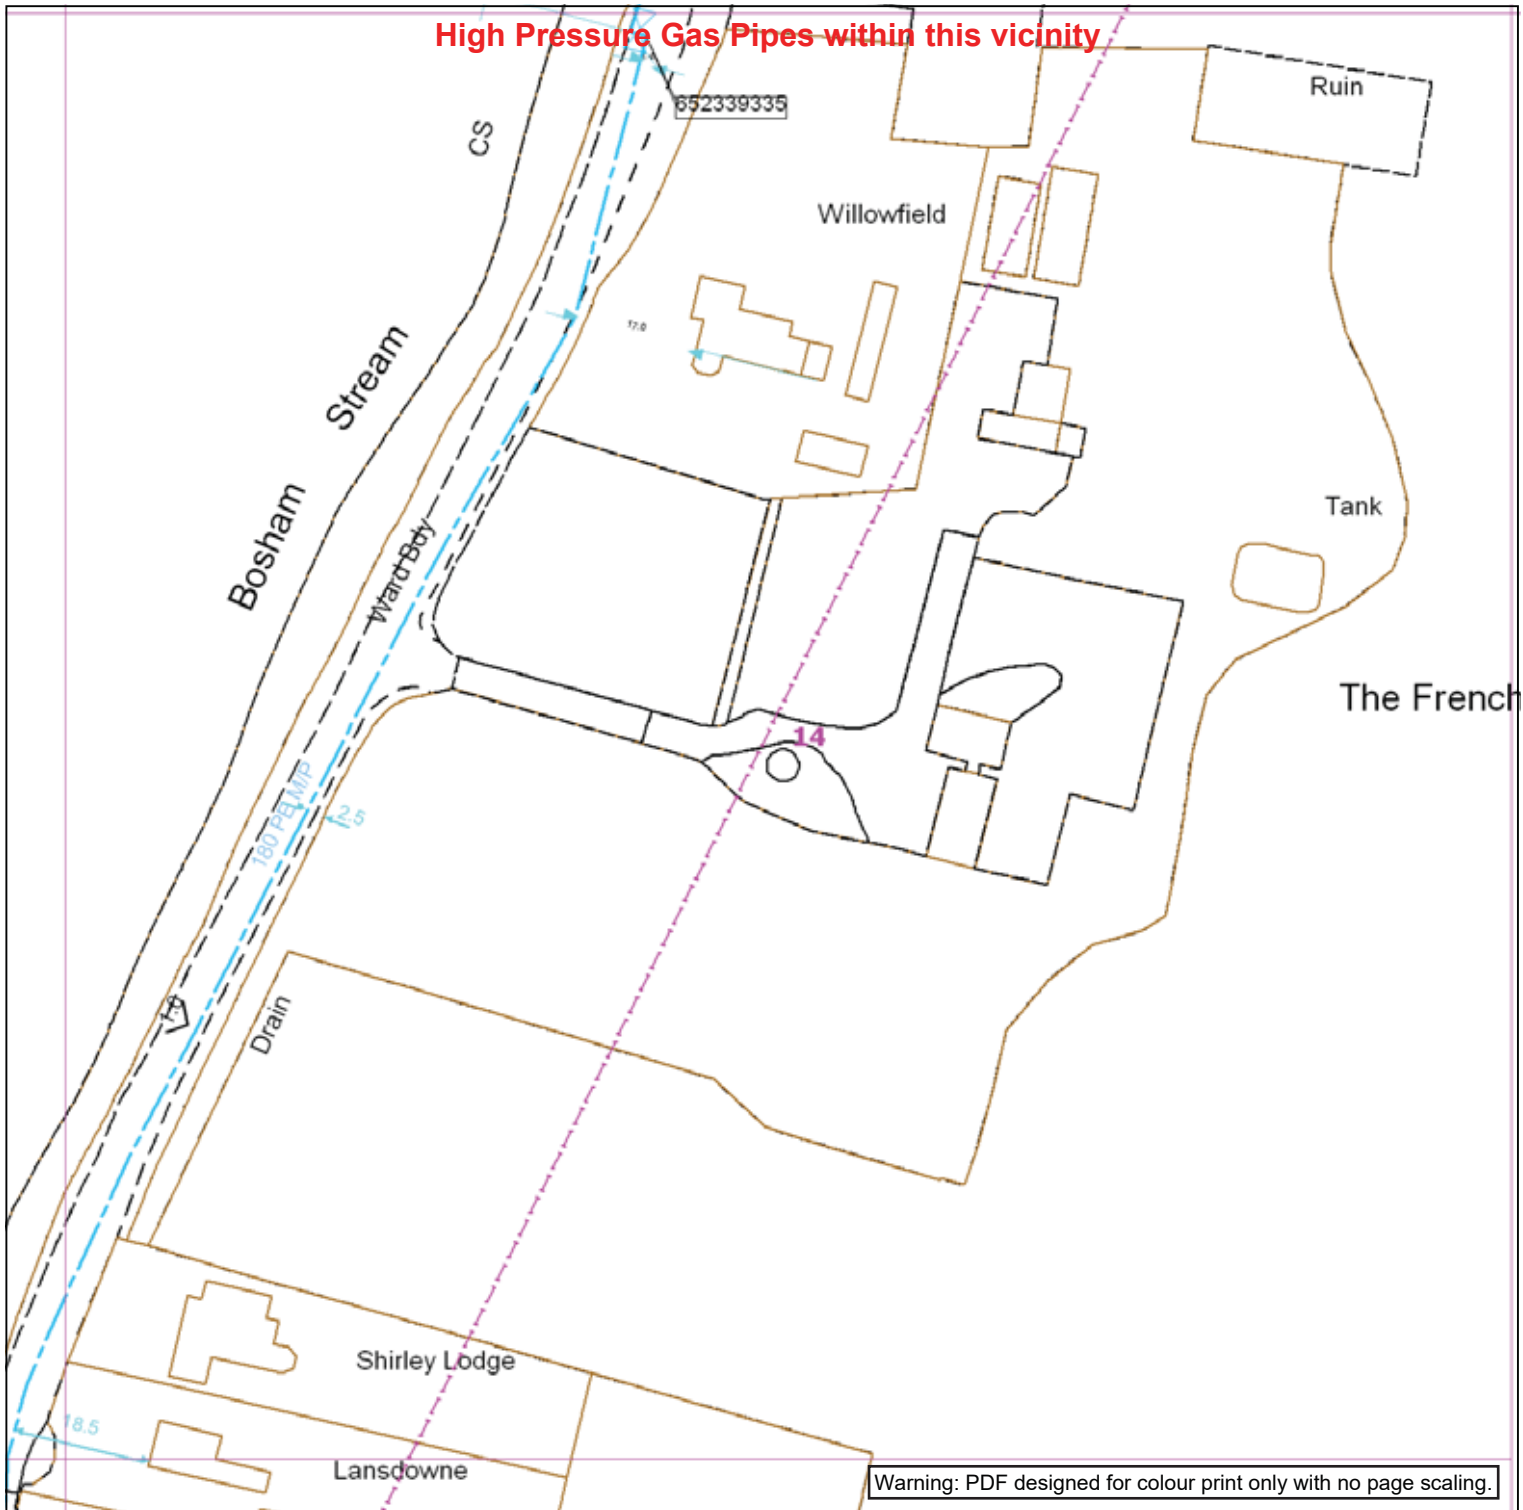 High Pressure Gas Pipes within this vicinity
652339335
Ruin
CS
Willowfield
17.0
Stream
Bosham
Ward Bdy
Tank
The French
14
180 PE M/P
2.5
Drain
Shirley Lodge
18.5
Lansdowne
Warning: PDF designed for colour print only with no page scaling.